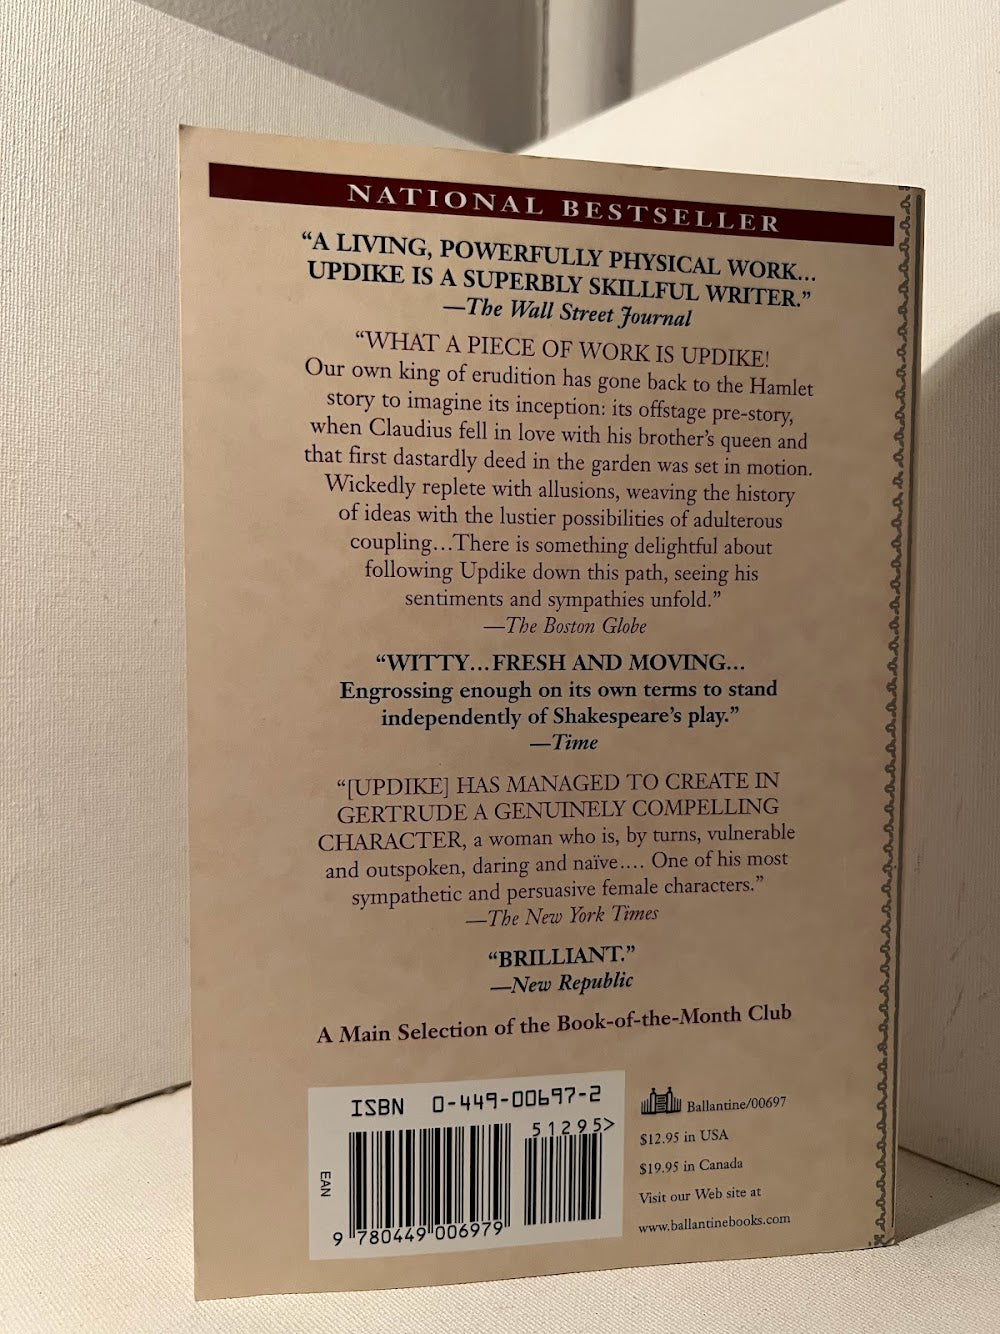 NATIONAL BESTSELLER
“A LIVING, POWERFULLY PHYSICAL WORK...
UPDIKE IS A SUPERBLY SKILLFUL WRITER.”
—The Wall Street Journal
“WHAT A PIECE OF WORK IS UPDIKE!
Our own king of erudition has gone back to the Hamlet
story to imagine its inception: its offstage pre-story,
when Claudius fell in love with his brother’s queen and
that first dastardly deed in the garden was set in motion.
Wickedly replete with allusions, weaving the history
of ideas with the lustier possibilities of adulterous
coupling...There is something delightful about
following Updike down this path, seeing his
sentiments and sympathies unfold.”
—The Boston Globe
“WITTY...FRESH AND MOVING...
Engrossing enough on its own terms to stand
independently of Shakespeare’s play.”
—Time
“[UPDIKE] HAS MANAGED TO CREATE IN
GERTRUDE A GENUINELY COMPELLING
CHARACTER, a woman who is, by turns, vulnerable
and outspoken, daring and naïve.... One of his most
sympathetic and persuasive female characters.”
—The New York Times
“BRILLIANT.”
—New Republic
A Main Selection of the Book-of-the-Month Club
ISBN 0-449-00697-2
51295>
EAN
9 780449 006979
Ballantine/00697
$12.95 in USA
$19.95 in Canada
Visit our Web site at
www.ballantinebooks.com